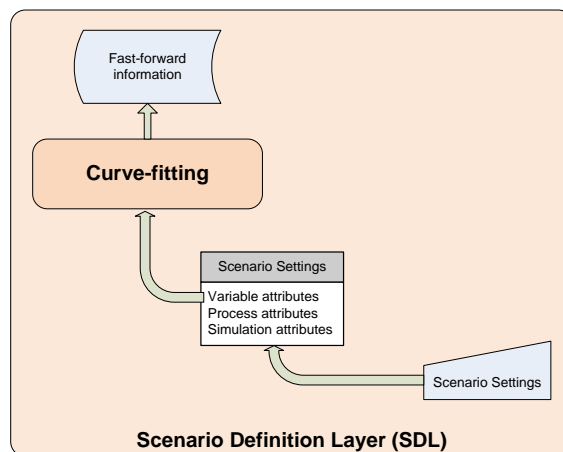 Fast-forward
information
Curve-fitting
Scenario Settings
Variable attributes
Process attributes
Simulation attributes
Scenario Settings
Scenario Definition Layer (SDL)